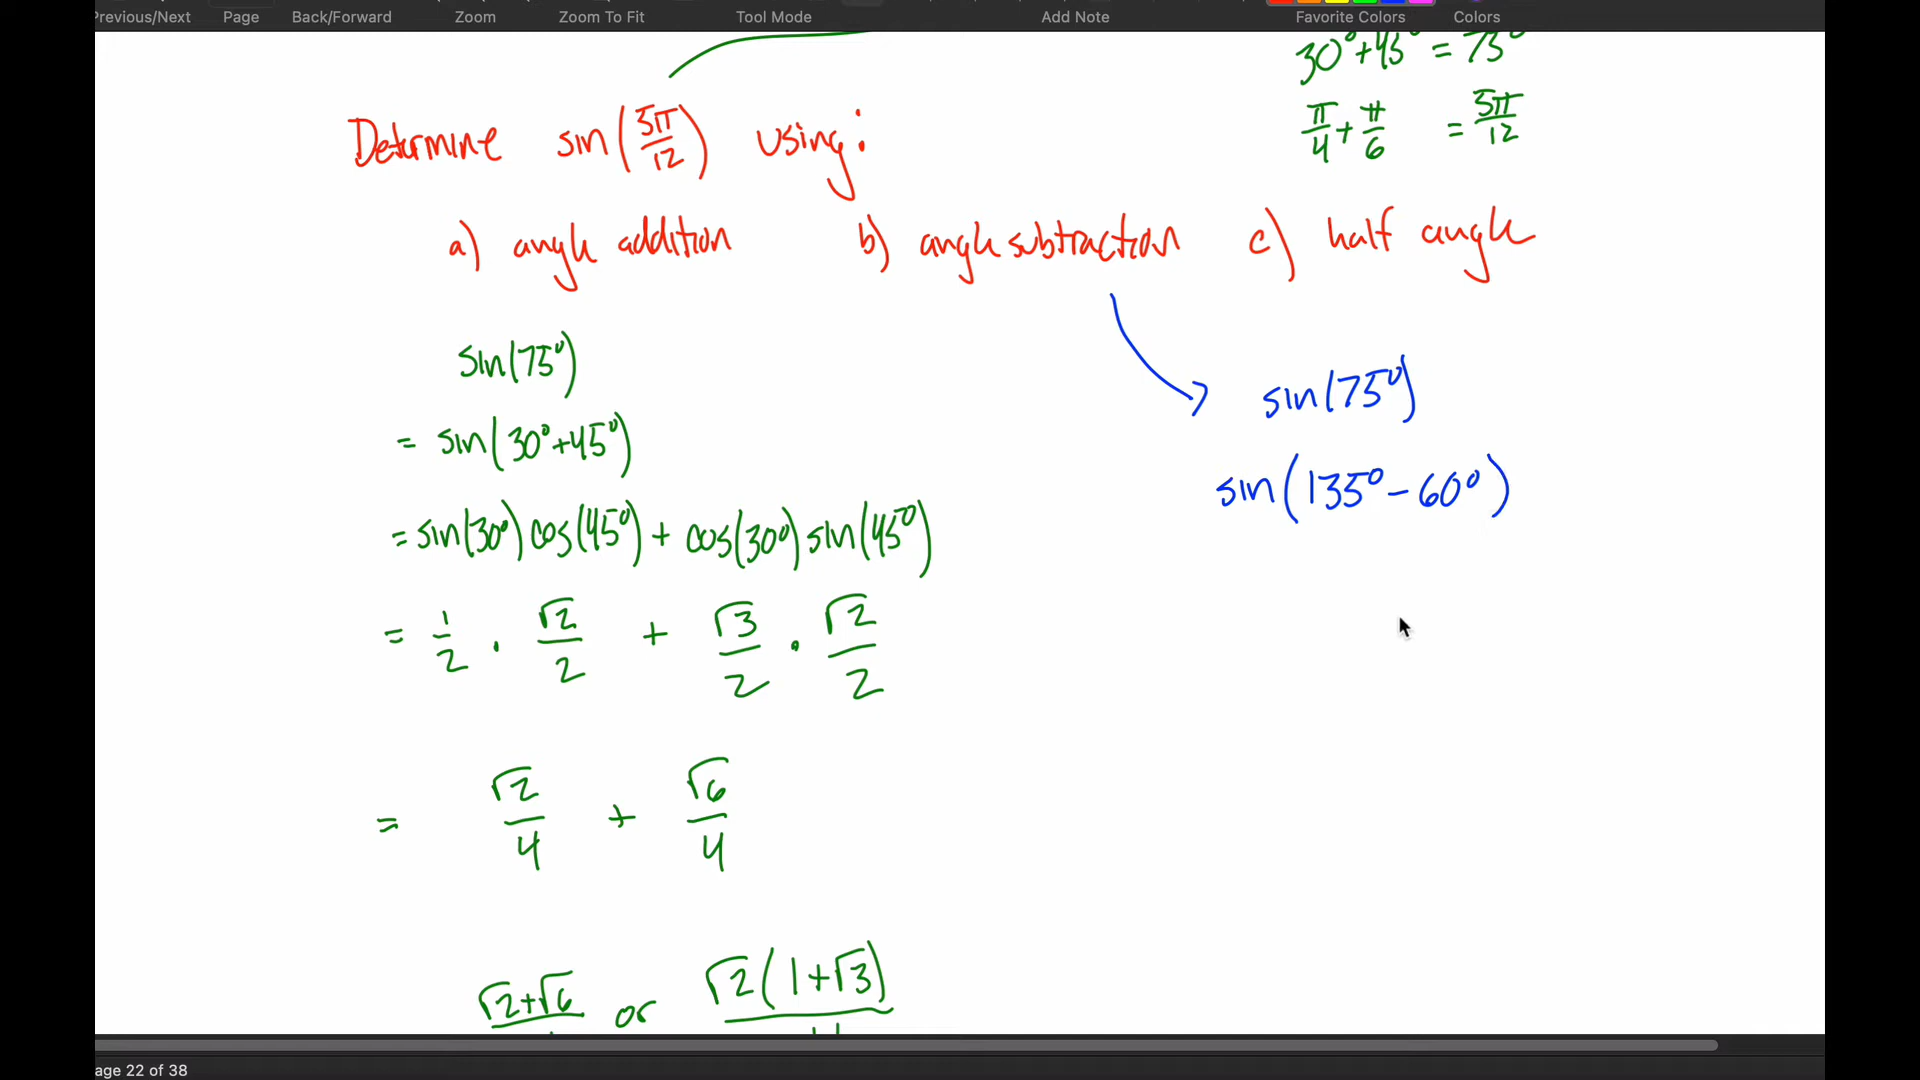 Previous/Next Page Back/Forward Zoom Zoom To Fit Tool Mode Add Note Favorite Colors Colors
30° + 45° = 75°
π/4 + π/6 = 5π/12
Determine sin(5π/12) using:
a) angle addition b) angle subtraction c) half angle
sin(75°)
= sin(30° + 45°)
= sin(30°) cos(45°) + cos(30°) sin(45°)
= 1/2 · √2/2 + √3/2 · √2/2
= √2/4 + √6/4
√2+√6 or √2(1+√3)
sin(75°)
sin(135° - 60°)
age 22 of 38